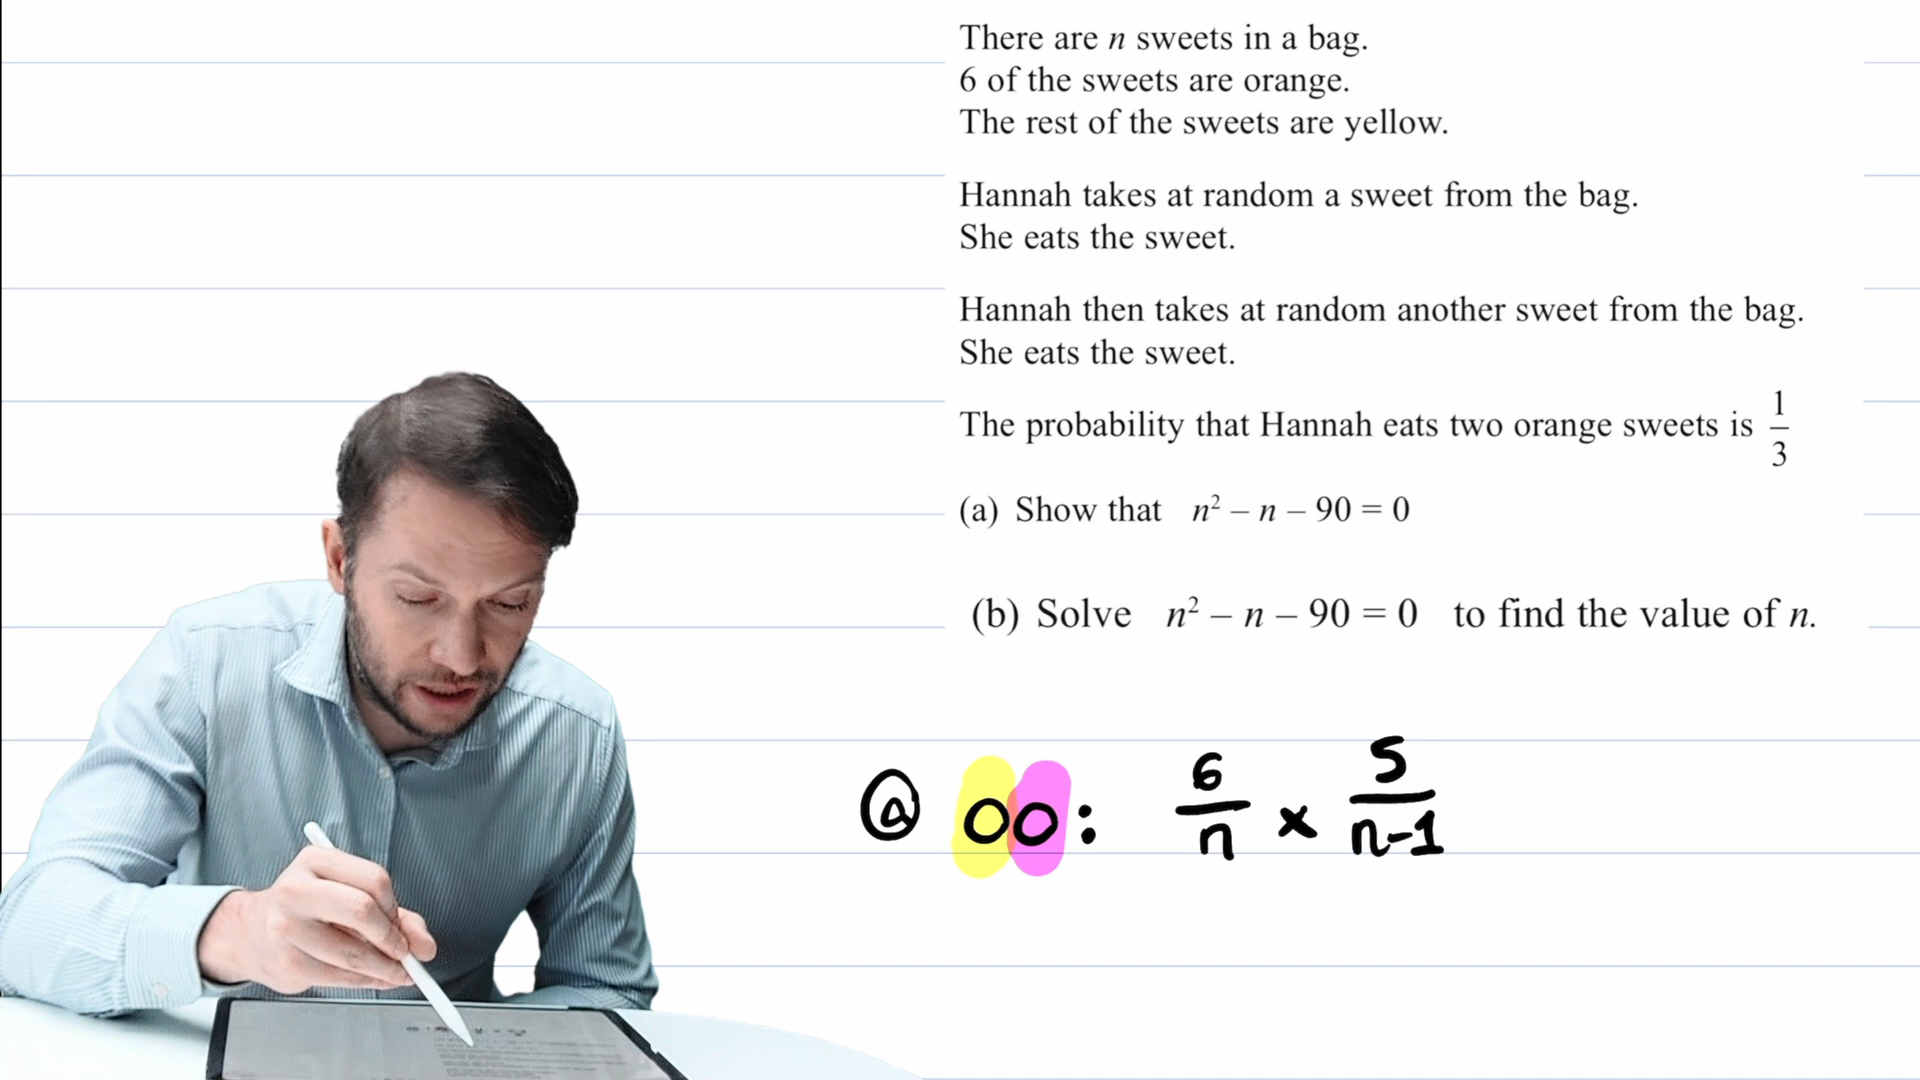 There are n sweets in a bag.
6 of the sweets are orange.
The rest of the sweets are yellow.
Hannah takes at random a sweet from the bag.
She eats the sweet.
Hannah then takes at random another sweet from the bag.
She eats the sweet.
The probability that Hannah eats two orange sweets is 1/3
(a) Show that n² – n – 90 = 0
(b) Solve n² – n – 90 = 0 to find the value of n.
ⓐ OO: 6/n × 5/(n-1)